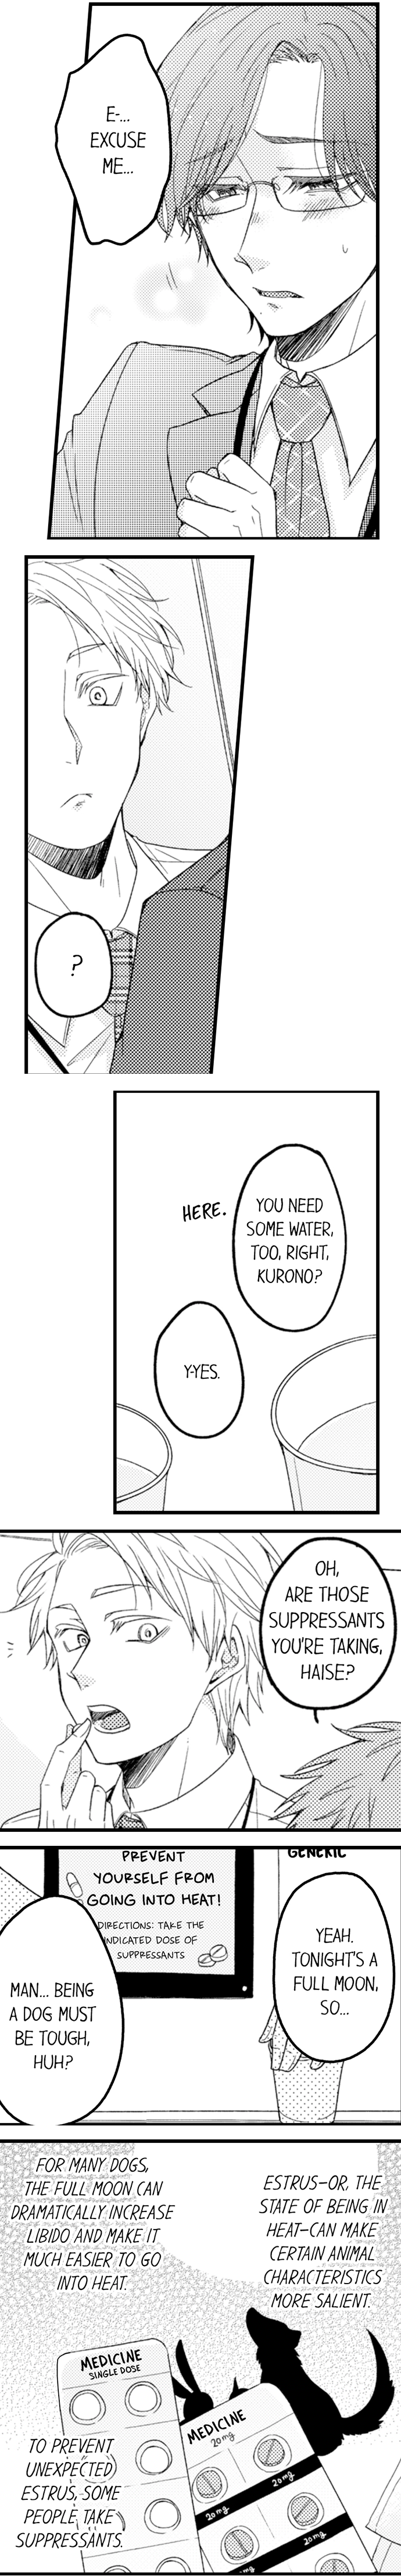 E-...
EXCUSE
ME...
?
YOU NEED
SOME WATER,
TOO, RIGHT,
KURONO?
HERE.
Y-YES.
OH,
ARE THOSE
SUPPRESSANTS
YOU'RE TAKING,
HAISE?
GENERIC
PREVENT
YOURSELF FROM
GOING INTO HEAT!
DIRECTIONS: TAKE THE
INDICATED DOSE OF
SUPPRESSANTS
YEAH.
TONIGHT'S A
FULL MOON,
SO...
MAN... BEING
A DOG MUST
BE TOUGH,
HUH?
ESTRUS-OR, THE
STATE OF BEING IN
HEAT-CAN MAKE
CERTAIN ANIMAL
CHARACTERISTICS
MORE SALIENT.
FOR MANY DOGS,
THE FULL MOON CAN
DRAMATICALLY INCREASE
LIBIDO AND MAKE IT
MUCH EASIER TO GO
INTO HEAT.
MEDICINE
SINGLE DOSE
MEDICINE
20mg
20mg
20mg
20mg
20mg
TO PREVENT
UNEXPECTED
ESTRUS, SOME
PEOPLE TAKE
SUPPRESSANTS.